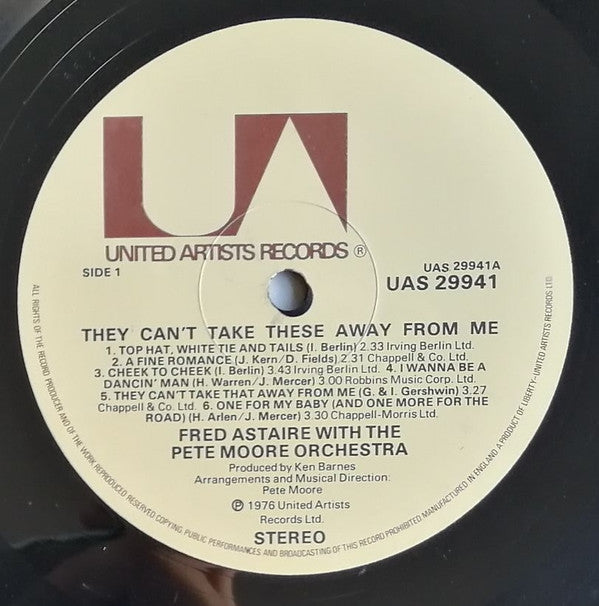 UA
UNITED ARTISTS RECORDS ®
SIDE 1
UAS 29941A
UAS 29941
THEY CAN'T TAKE THESE AWAY FROM ME
1. TOP HAT, WHITE TIE AND TAILS (I. Berlin) 2.33 Irving Berlin Ltd.
2. A FINE ROMANCE (J. Kern/D. Fields) 2.31 Chappell & Co. Ltd.
3. CHEEK TO CHEEK (I. Berlin) 3.43 Irving Berlin Ltd. 4. I WANNA BE A
DANCIN' MAN (H. Warren/J. Mercer) 3.00 Robbins Music Corp. Ltd.
5. THEY CAN'T TAKE THAT AWAY FROM ME (G. & I. Gershwin) 3.27
Chappell & Co. Ltd. 6. ONE FOR MY BABY (AND ONE MORE FOR THE
ROAD) (H. Arlen/J. Mercer) 3.30 Chappell-Morris Ltd.
FRED ASTAIRE WITH THE
PETE MOORE ORCHESTRA
Produced by Ken Barnes
Arrangements and Musical Direction:
Pete Moore
℗ 1976 United Artists
Records Ltd.
STEREO
ALL RIGHTS OF THE RECORD PRODUCER AND OF THE WORK REPRODUCED RESERVED COPYING, PUBLIC PERFORMANCES AND BROADCASTING OF THIS RECORD PROHIBITED. MANUFACTURED IN ENGLAND. A PRODUCT OF LIBERTY-UNITED ARTISTS RECORDS LTD.